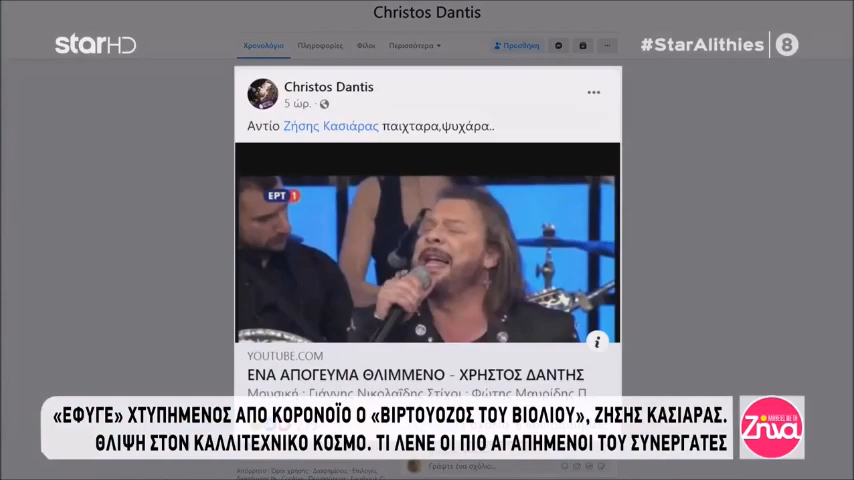 Christos Dantis
starHD
Χρονολόγιο Πληροφορίες Φίλοι Περισσότερα Προσθήκη
#StarAlithies 8
Christos Dantis
5 ώρ.
Αντίο Ζήσης Κασιάρας παιχταρα,ψυχάρα..
ΕΡΤ 1
YOUTUBE.COM
ΕΝΑ ΑΠΟΓΕΥΜΑ ΘΛΙΜΜΕΝΟ - ΧΡΗΣΤΟΣ ΔΑΝΤΗΣ
Μουσική : Γιάννης Νικολαΐδης Στίχοι : Φώτης Μαυρίδης Π
«ΕΦΥΓΕ» ΧΤΥΠΗΜΕΝΟΣ ΑΠΟ ΚΟΡΟΝΟΪΟ Ο «ΒΙΡΤΟΥΟΖΟΣ ΤΟΥ ΒΙΟΛΙΟΥ», ΖΗΣΗΣ ΚΑΣΙΑΡΑΣ.
ΘΛΙΨΗ ΣΤΟΝ ΚΑΛΛΙΤΕΧΝΙΚΟ ΚΟΣΜΟ. ΤΙ ΛΕΝΕ ΟΙ ΠΙΟ ΑΓΑΠΗΜΕΝΟΙ ΤΟΥ ΣΥΝΕΡΓΑΤΕΣ
ΑΛΗΘΕΙΕΣ ΜΕ ΤΗ
Ζήνα
Γράψτε ένα σχόλιο...